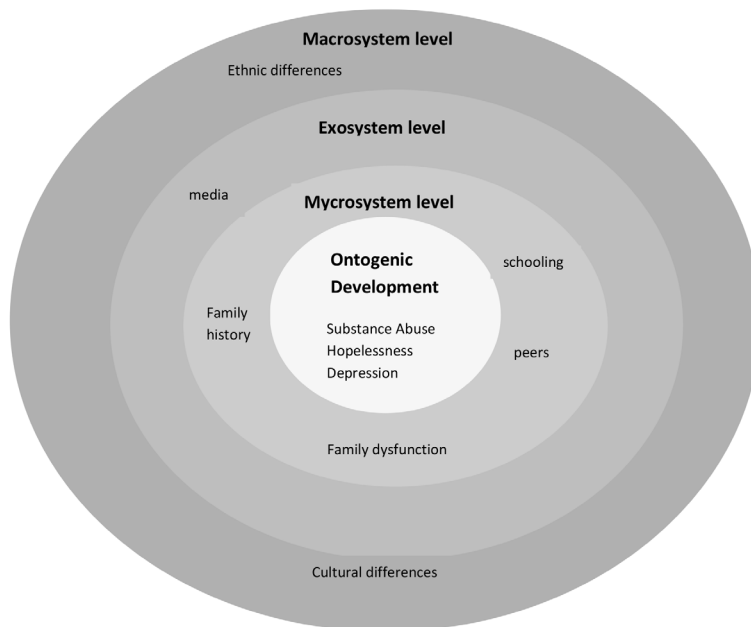 Macrosystem level
Ethnic differences
Exosystem level
media
Mycrosystem level
Ontogenic
Development
schooling
Family
history
Substance Abuse
Hopelessness
Depression
peers
Family dysfunction
Cultural differences